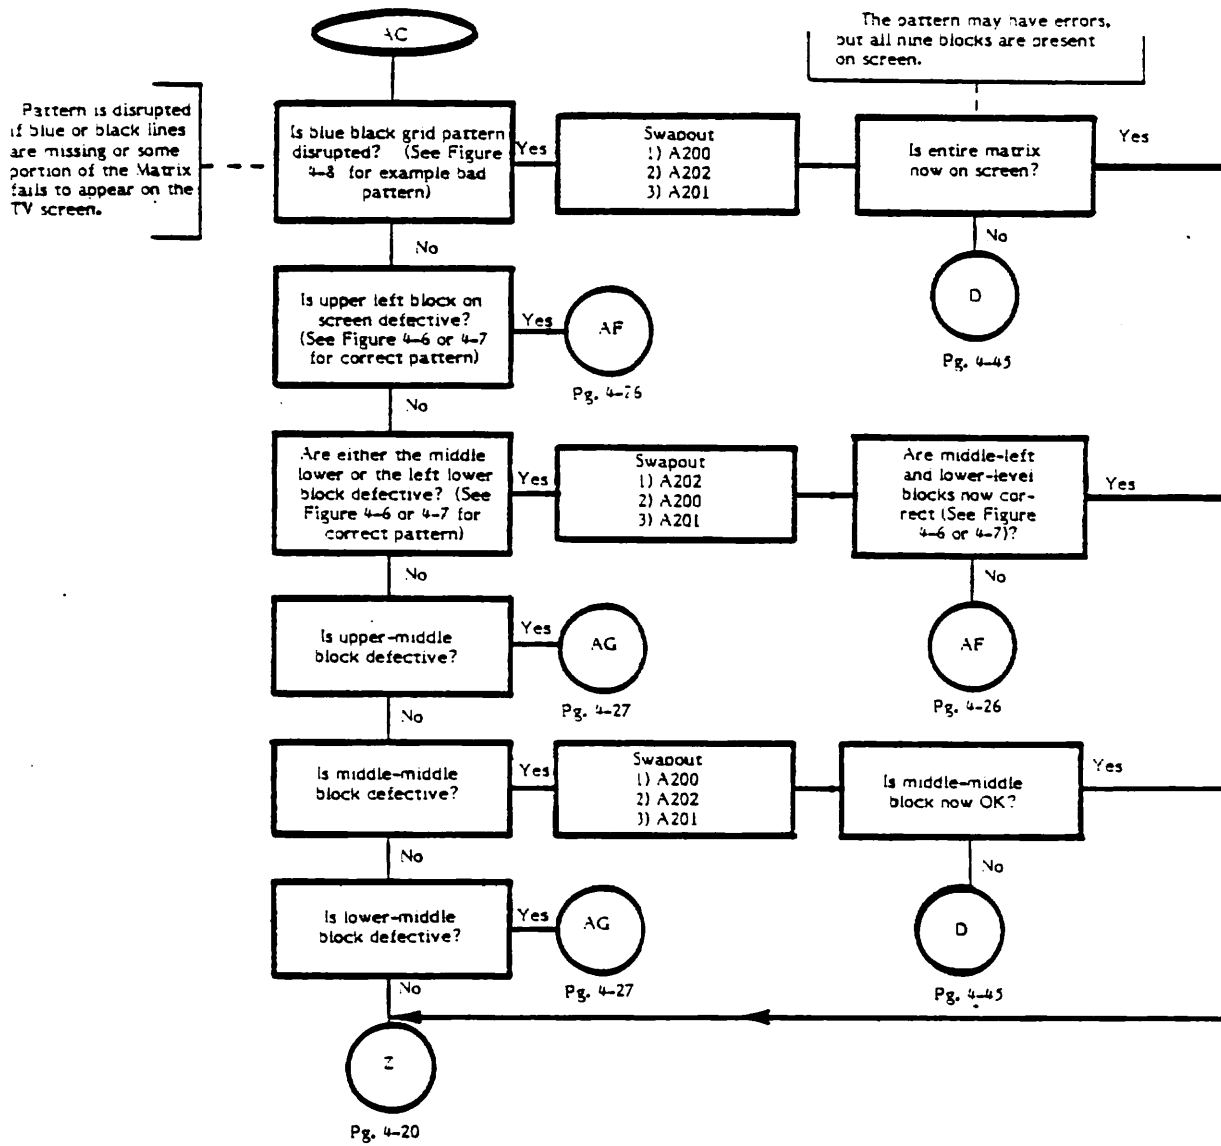 AC
The pattern may have errors,
but all nine blocks are present
on screen.
Pattern is disrupted
if blue or black lines
are missing or some
portion of the Matrix
fails to appear on the
TV screen.
Is blue black grid pattern
disrupted? (See Figure
4-8 for example bad
pattern)
Yes
Swapout
1) A200
2) A202
3) A201
Is entire matrix
now on screen?
Yes
No
No
D
Pg. 4-45
Is upper left block on
screen defective?
(See Figure 4-6 or 4-7
for correct pattern)
Yes
AF
Pg. 4-26
No
Are either the middle
lower or the left lower
block defective? (See
Figure 4-6 or 4-7 for
correct pattern)
Yes
Swapout
1) A202
2) A200
3) A201
Are middle-left
and lower-level
blocks now cor-
rect (See Figure
4-6 or 4-7)?
Yes
No
No
AF
Pg. 4-26
Is upper-middle
block defective?
Yes
AG
Pg. 4-27
No
Is middle-middle
block defective?
Yes
Swapout
1) A200
2) A202
3) A201
Is middle-middle
block now OK?
Yes
No
No
D
Pg. 4-45
Is lower-middle
block defective?
Yes
AG
Pg. 4-27
No
Z
Pg. 4-20